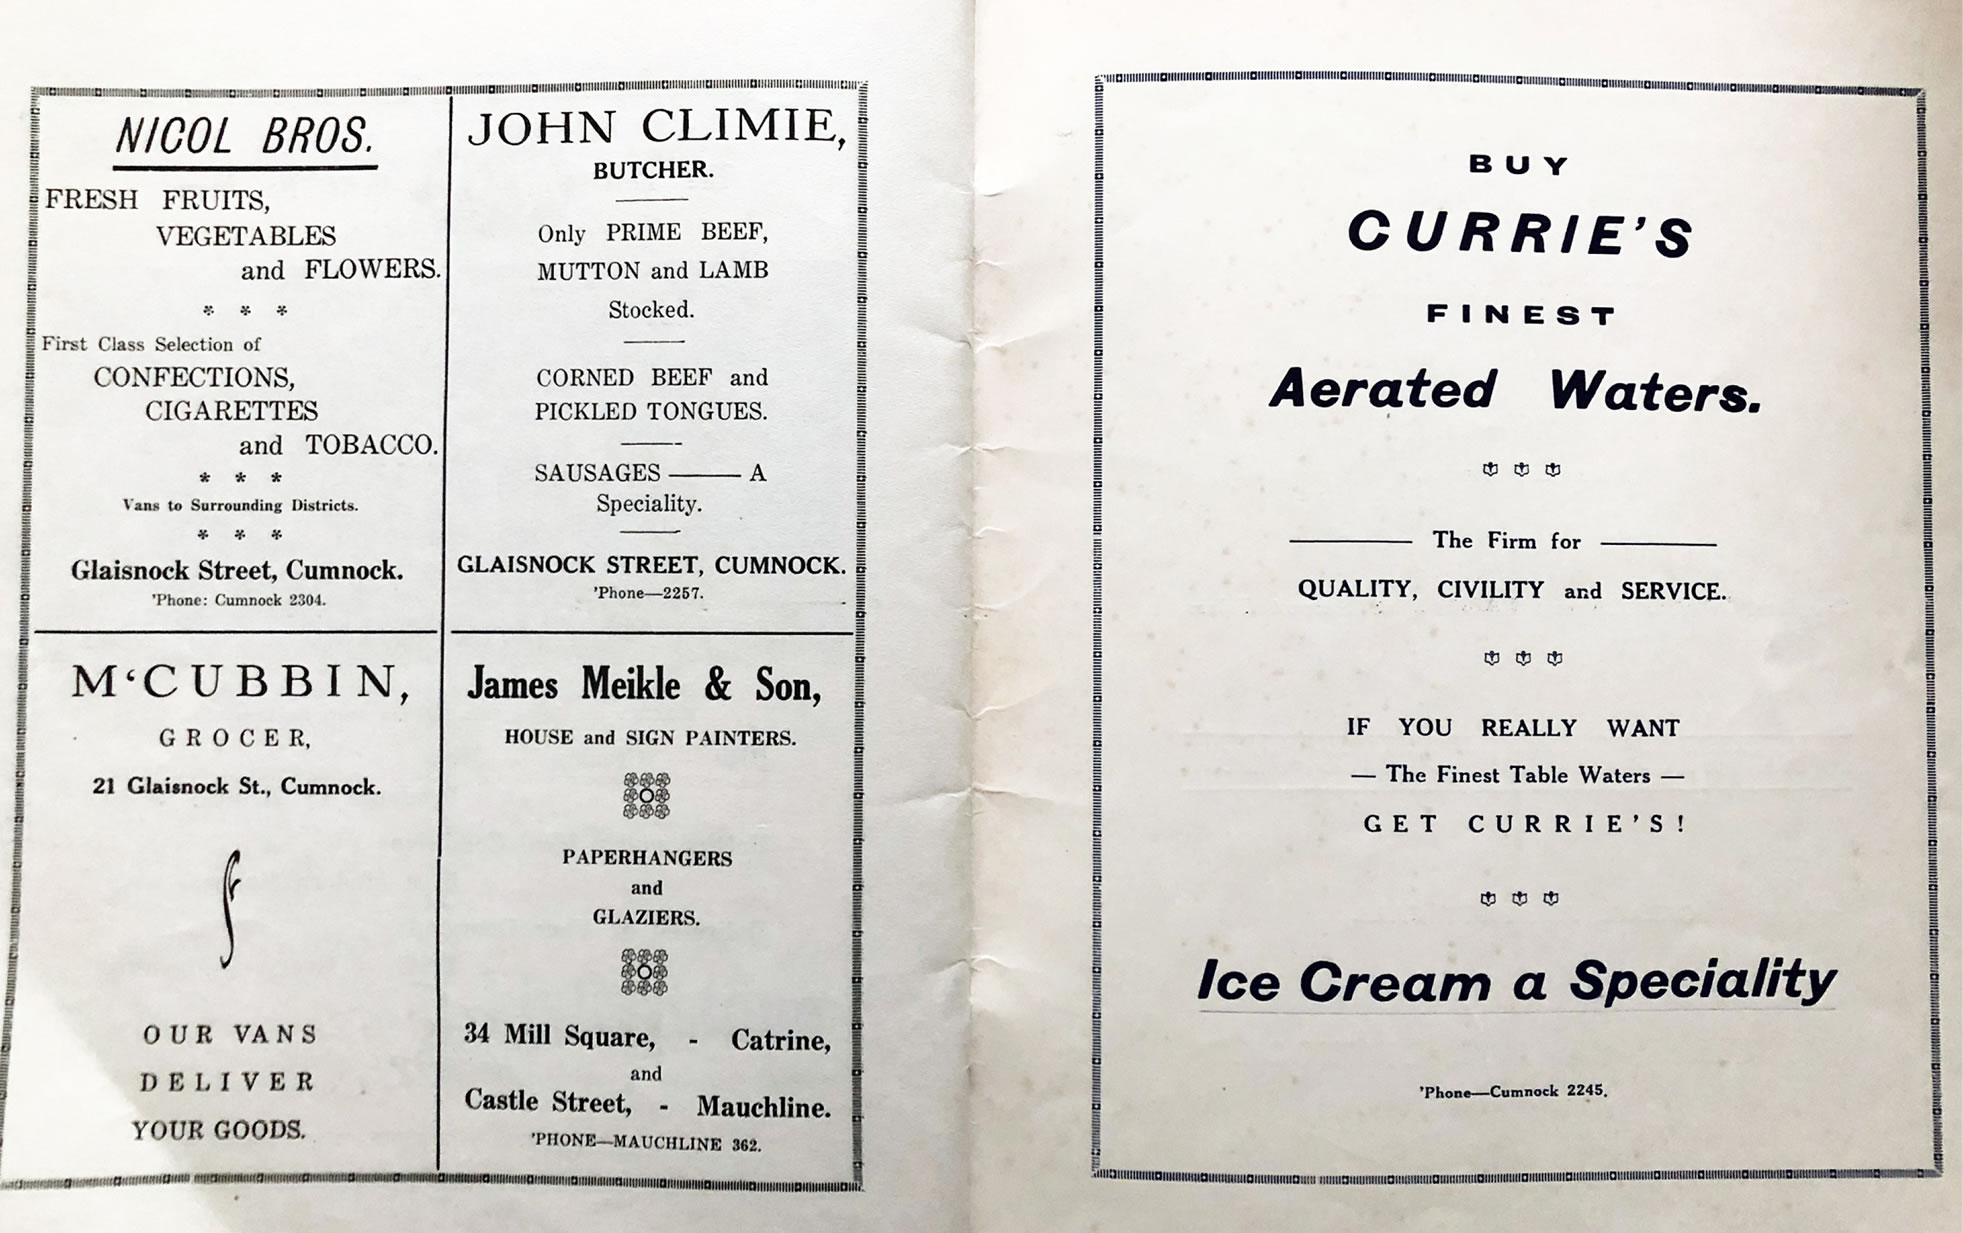 NICOL BROS.
FRESH FRUITS,
VEGETABLES
and FLOWERS.
* * *
First Class Selection of
CONFECTIONS,
CIGARETTES
and TOBACCO.
* * *
Vans to Surrounding Districts.
* * *
Glaisnock Street, Cumnock.
'Phone: Cumnock 2304.
JOHN CLIMIE,
BUTCHER.
Only PRIME BEEF,
MUTTON and LAMB
Stocked.
CORNED BEEF and
PICKLED TONGUES.
SAUSAGES —— A
Speciality.
GLAISNOCK STREET, CUMNOCK.
'Phone—2257.
M‘CUBBIN,
GROCER,
21 Glaisnock St., Cumnock.
OUR VANS
DELIVER
YOUR GOODS.
James Meikle & Son,
HOUSE and SIGN PAINTERS.
PAPERHANGERS
and
GLAZIERS.
34 Mill Square, - Catrine,
and
Castle Street, - Mauchline.
'PHONE—MAUCHLINE 362.
BUY
CURRIE'S
FINEST
Aerated Waters.
—— The Firm for ——
QUALITY, CIVILITY and SERVICE.
IF YOU REALLY WANT
— The Finest Table Waters —
GET CURRIE'S!
Ice Cream a Speciality
'Phone—Cumnock 2245.